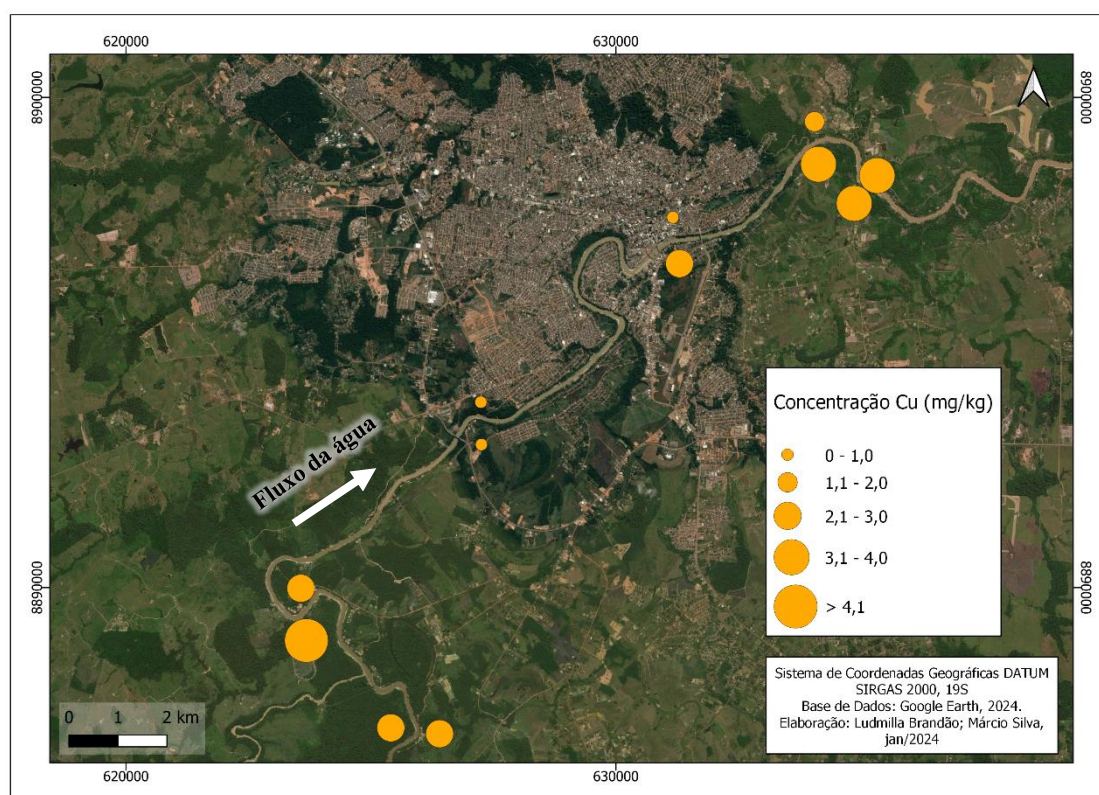 620000
630000
8900000
8900000
Fluxo da água
Concentração Cu (mg/kg)
0 - 1,0
1,1 - 2,0
2,1 - 3,0
3,1 - 4,0
> 4,1
8890000
8890000
Sistema de Coordenadas Geográficas DATUM
SIRGAS 2000, 19S
Base de Dados: Google Earth, 2024.
Elaboração: Ludmilla Brandão; Márcio Silva,
jan/2024
0 1 2 km
620000
630000